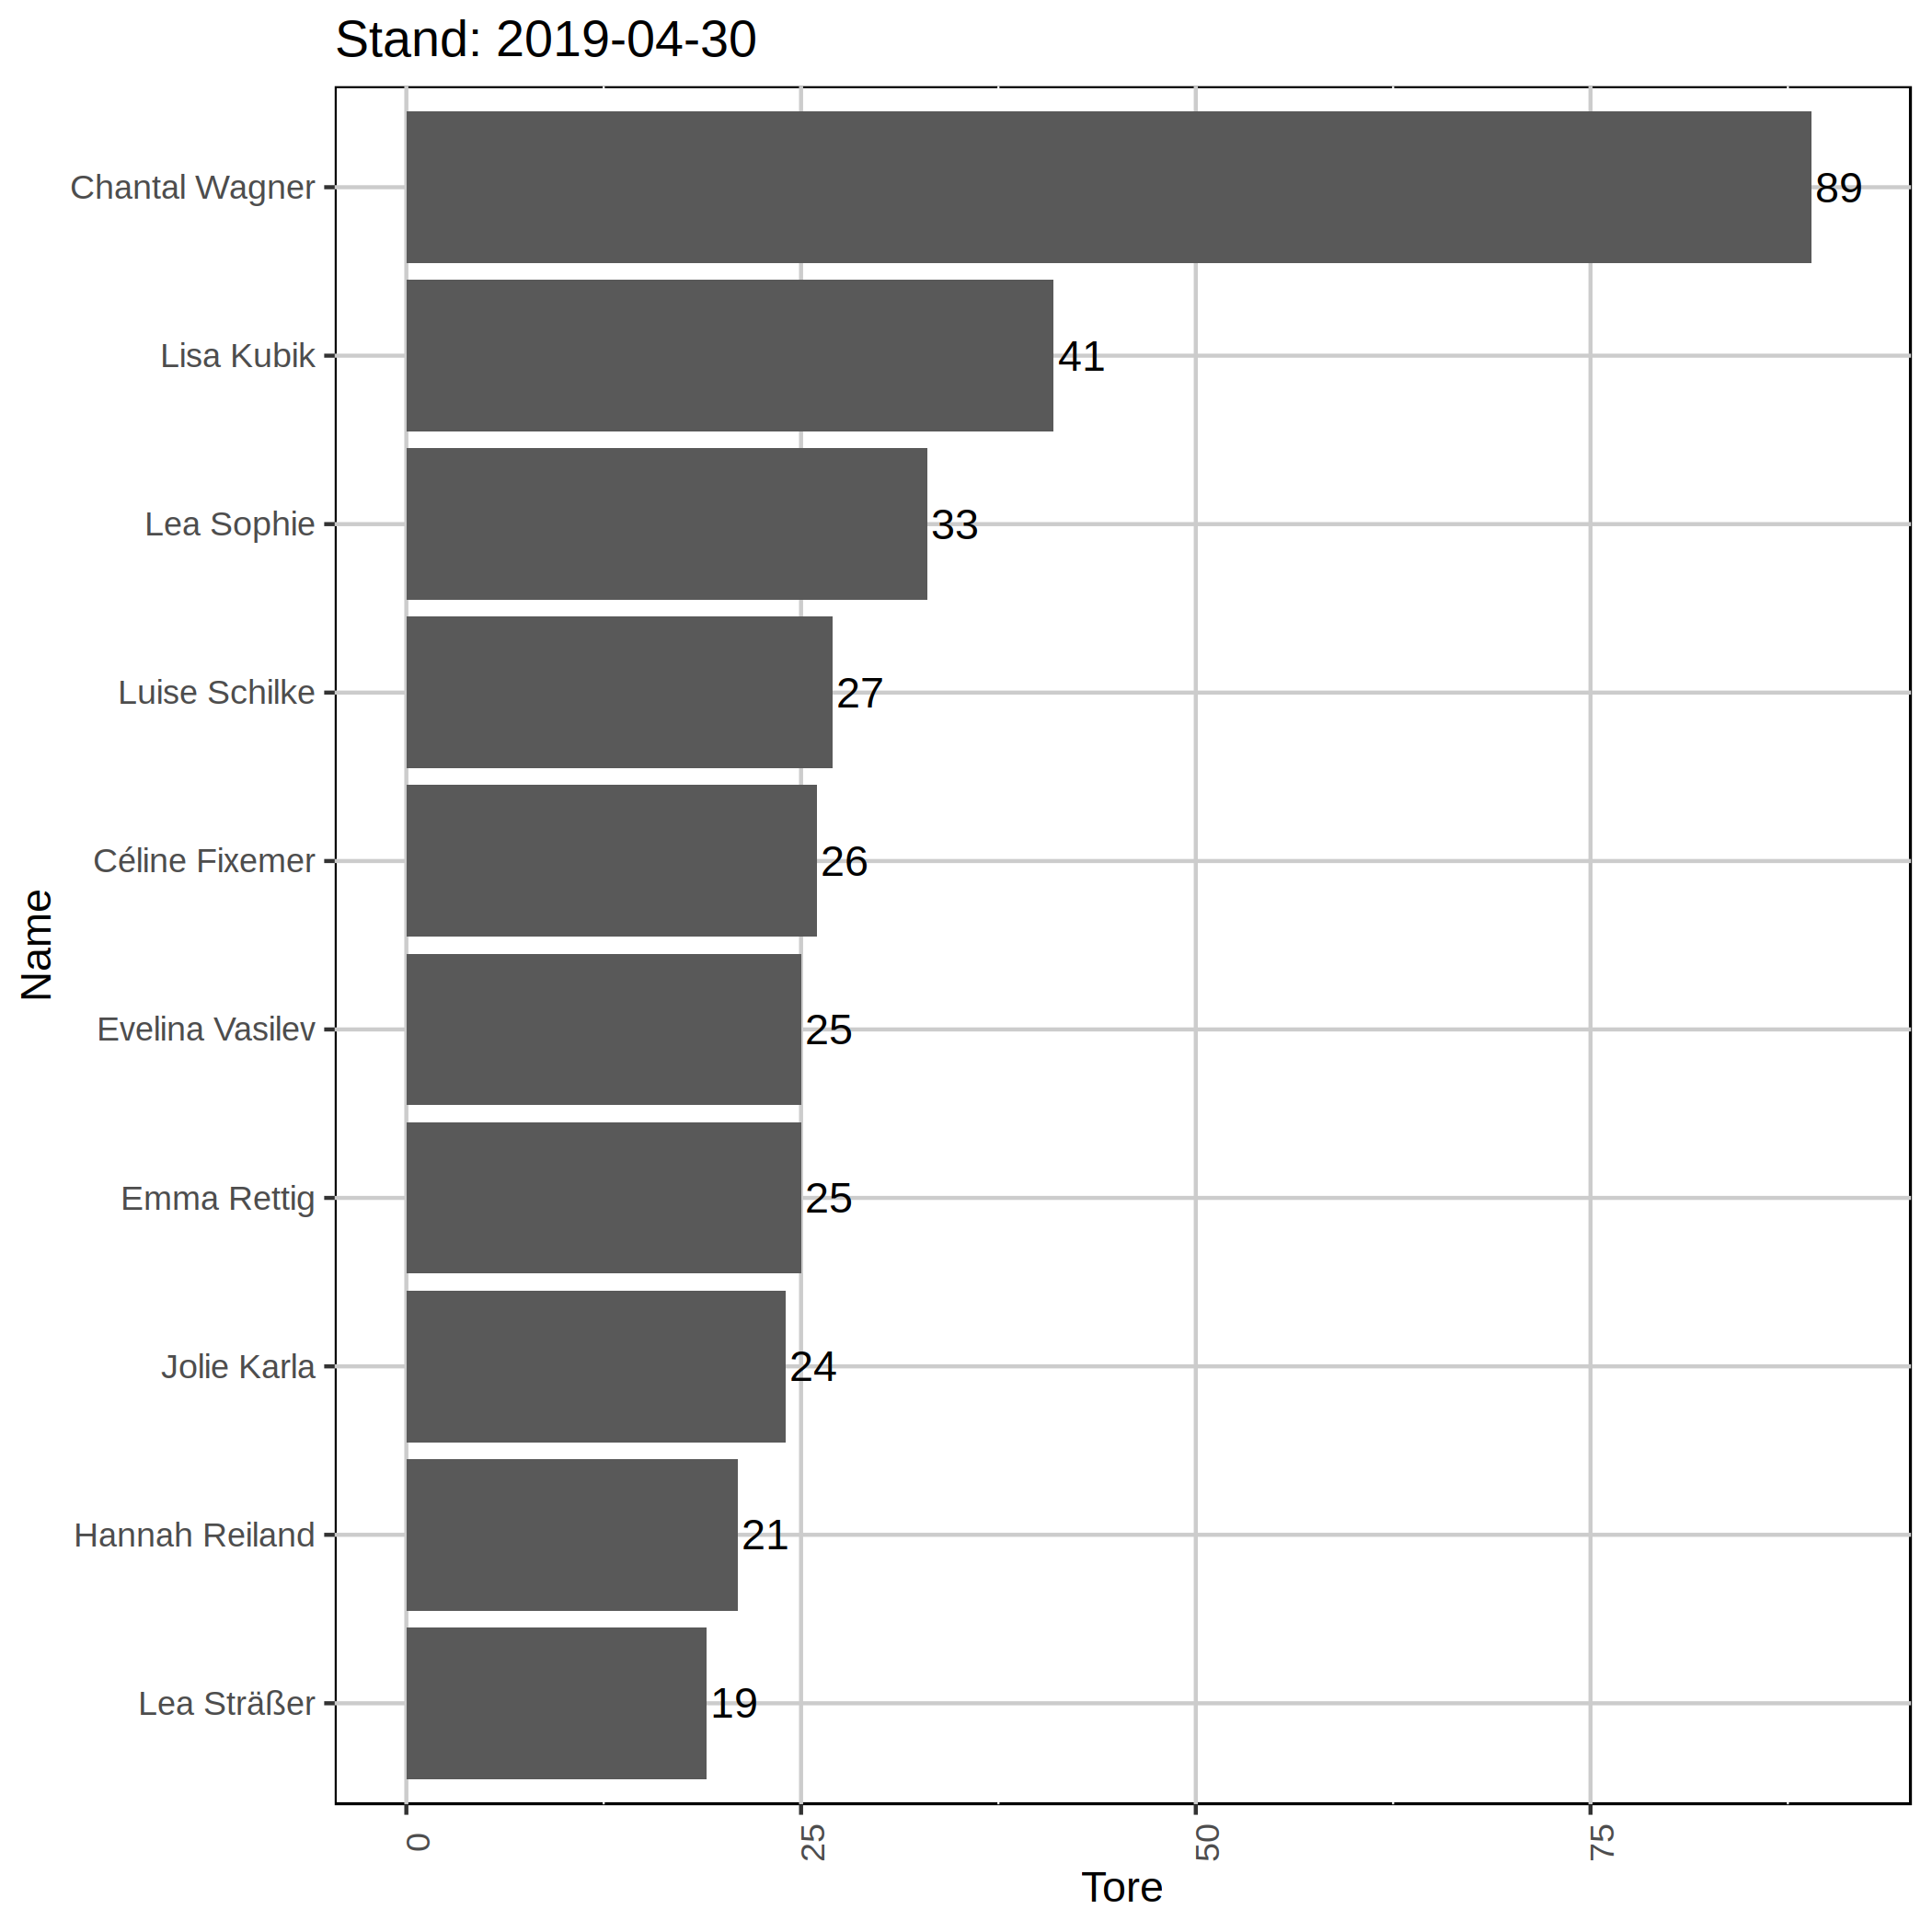 Stand: 2019-04-30
Chantal Wagner 89
Lisa Kubik 41
Lea Sophie 33
Luise Schilke 27
Céline Fixemer 26
Evelina Vasilev 25
Emma Rettig 25
Jolie Karla 24
Hannah Reiland 21
Lea Sträßer 19
Name
0 25 50 75
Tore